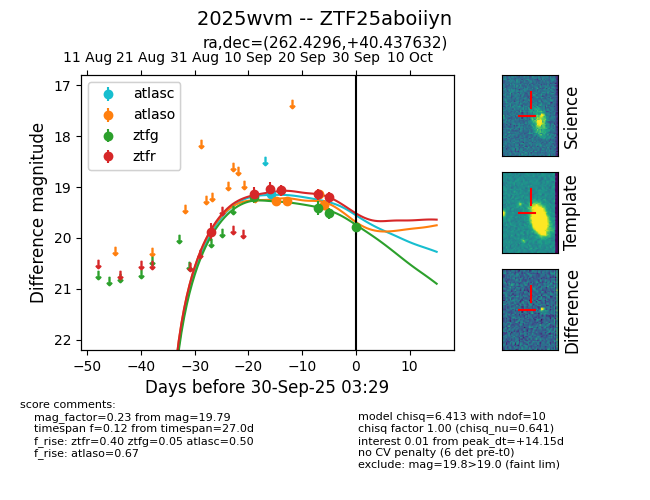 2025wvm -- ZTF25aboiiyn
ra,dec=(262.4296,+40.437632)
11 Aug 21 Aug 31 Aug 10 Sep 20 Sep 30 Sep 10 Oct
17
18
19
20
21
22
Difference magnitude
atlasc
atlaso
ztfg
ztfr
−50 −40 −30 −20 −10 0 10
Days before 30-Sep-25 03:29
Science
Template
Difference
score comments:
mag_factor=0.23 from mag=19.79
timespan f=0.12 from timespan=27.0d
f_rise: ztfr=0.40 ztfg=0.05 atlasc=0.50
f_rise: atlaso=0.67
model chisq=6.413 with ndof=10
chisq factor 1.00 (chisq_nu=0.641)
interest 0.01 from peak_dt=+14.15d
no CV penalty (6 det pre-t0)
exclude: mag=19.8>19.0 (faint lim)